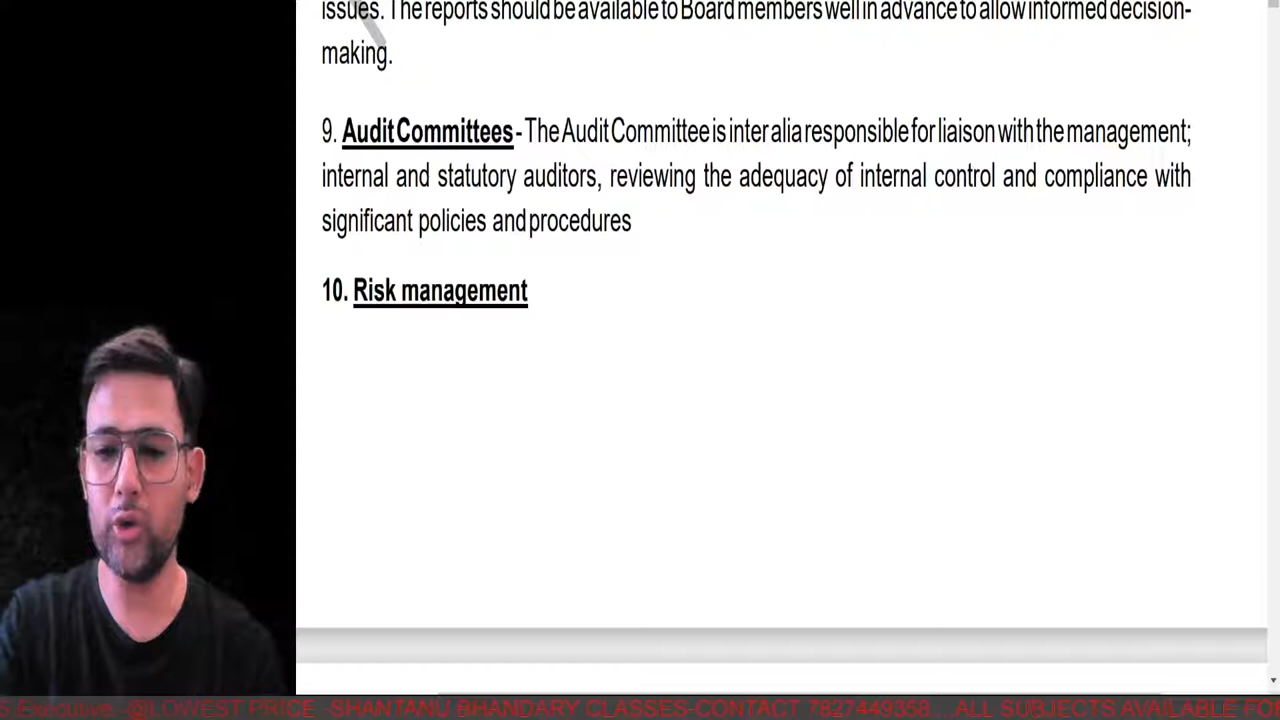 issues. The reports should be available to Board members well in advance to allow informed decision-
making.
9. Audit Committees - The Audit Committee is inter alia responsible for liaison with the management;
internal and statutory auditors, reviewing the adequacy of internal control and compliance with
significant policies and procedures
10. Risk management
S Executive -@LOWEST PRICE -SHANTANU BHANDARY CLASSES-CONTACT 7827449358... ALL SUBJECTS AVAILABLE FOR